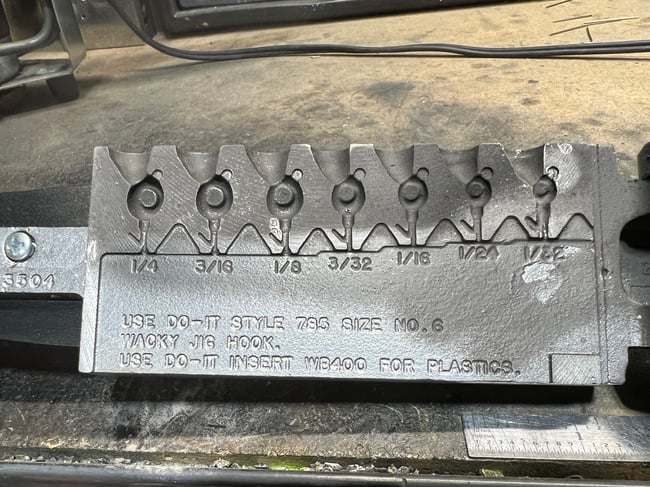 1/4 3/16 1/8 3/32 1/16 1/24 1/32
3504
USE DO-IT STYLE 785 SIZE NO.6
WACKY JIG HOOK.
USE DO-IT INSERT WB400 FOR PLASTICS.